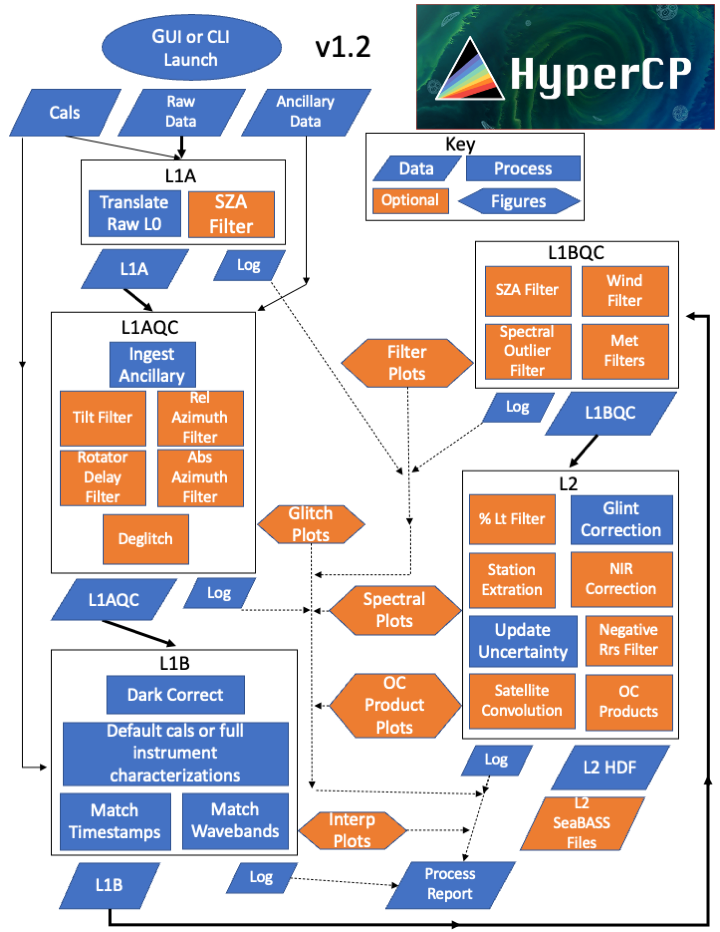 GUI or CLI
Launch
v1.2
HyperCP
Cals
Raw
Data
Ancillary
Data
Key
Data
Process
Optional
Figures
L1A
Translate
Raw L0
SZA
Filter
L1A
Log
L1AQC
Ingest
Ancillary
Tilt Filter
Rel
Azimuth
Filter
Rotator
Delay
Filter
Abs
Azimuth
Filter
Deglitch
Glitch
Plots
L1AQC
Log
L1B
Dark Correct
Default cals or full
instrument
characterizations
Match
Timestamps
Match
Wavebands
Interp
Plots
L1B
Log
L1BQC
SZA Filter
Wind
Filter
Spectral
Outlier
Filter
Met
Filters
Filter
Plots
Log
L1BQC
L2
% Lt Filter
Glint
Correction
Station
Extration
NIR
Correction
Update
Uncertainty
Negative
Rrs Filter
Satellite
Convolution
OC
Products
Spectral
Plots
OC
Product
Plots
Log
L2 HDF
L2
SeaBASS
Files
Process
Report